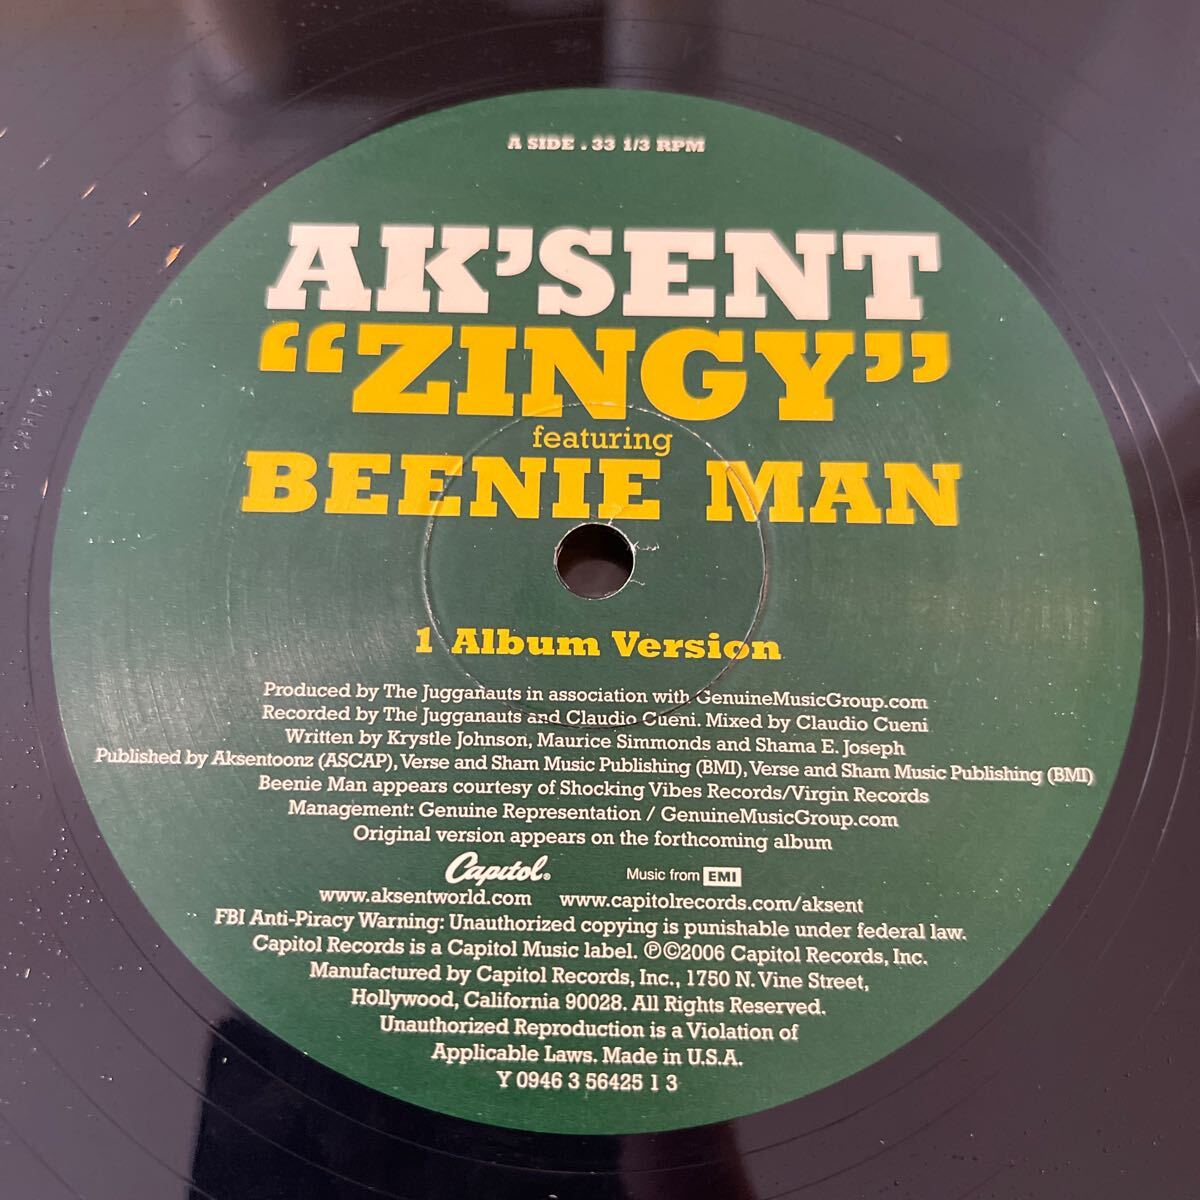 A SIDE . 33 1/3 RPM
AK'SENT
“ZINGY”
featuring
BEENIE MAN
1 Album Version
Produced by The Jugganauts in association with GenuineMusicGroup.com
Recorded by The Jugganauts and Claudio Cueni. Mixed by Claudio Cueni
Written by Krystle Johnson, Maurice Simmonds and Shama E. Joseph
Published by Aksentoonz (ASCAP), Verse and Sham Music Publishing (BMI), Verse and Sham Music Publishing (BMI)
Beenie Man appears courtesy of Shocking Vibes Records/Virgin Records
Management: Genuine Representation / GenuineMusicGroup.com
Original version appears on the forthcoming album
Capitol® Music from EMI
www.aksentworld.com www.capitolrecords.com/aksent
FBI Anti-Piracy Warning: Unauthorized copying is punishable under federal law.
Capitol Records is a Capitol Music label. ℗©2006 Capitol Records, Inc.
Manufactured by Capitol Records, Inc., 1750 N. Vine Street,
Hollywood, California 90028. All Rights Reserved.
Unauthorized Reproduction is a Violation of
Applicable Laws. Made in U.S.A.
Y 0946 3 56425 1 3